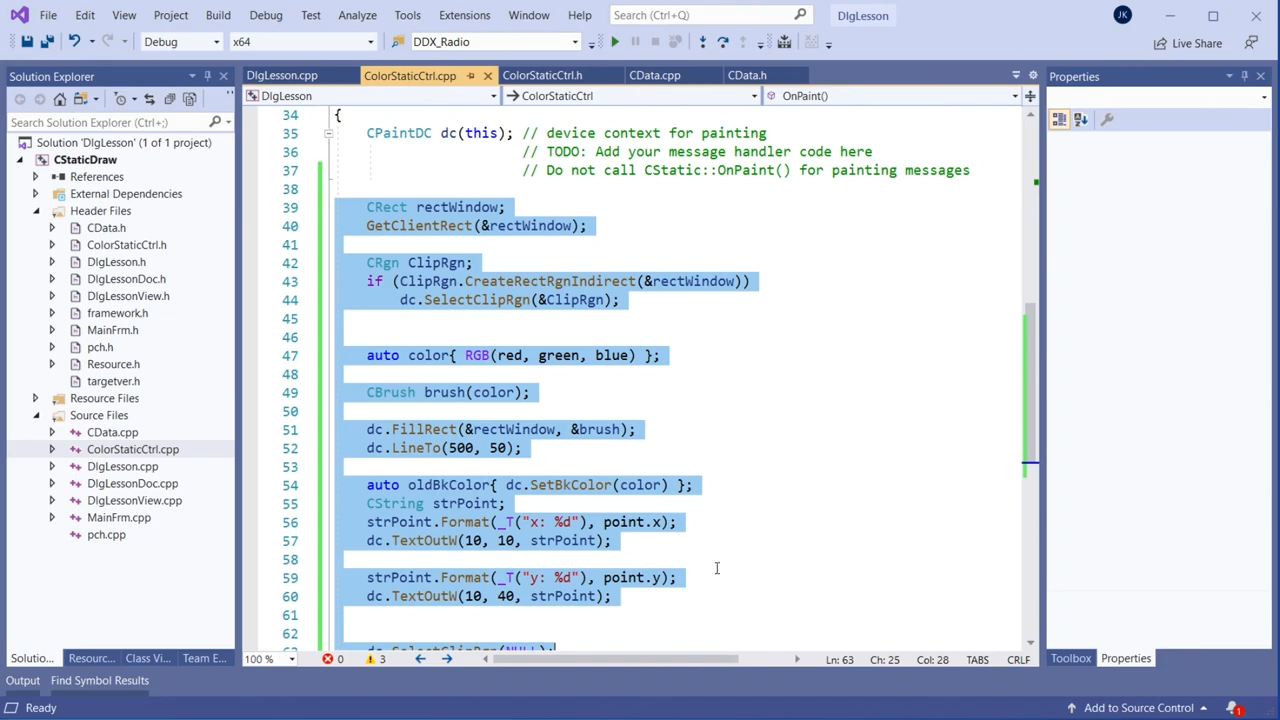 File Edit View Project Build Debug Test Analyze Tools Extensions Window Help Search (Ctrl+Q) DlgLesson JK
Debug x64 DDX_Radio Live Share
Solution Explorer
Search Solution Explorer (Ctrl+;)
Solution 'DlgLesson' (1 of 1 project)
CStaticDraw
References
External Dependencies
Header Files
CData.h
ColorStaticCtrl.h
DlgLesson.h
DlgLessonDoc.h
DlgLessonView.h
framework.h
MainFrm.h
pch.h
Resource.h
targetver.h
Resource Files
Source Files
CData.cpp
ColorStaticCtrl.cpp
DlgLesson.cpp
DlgLessonDoc.cpp
DlgLessonView.cpp
MainFrm.cpp
pch.cpp
Solutio... Resourc... Class Vi... Team E...
DlgLesson.cpp ColorStaticCtrl.cpp ColorStaticCtrl.h CData.cpp CData.h
DlgLesson ColorStaticCtrl OnPaint()
34 {
35 CPaintDC dc(this); // device context for painting
36 // TODO: Add your message handler code here
37 // Do not call CStatic::OnPaint() for painting messages
38
39 CRect rectWindow;
40 GetClientRect(&rectWindow);
41
42 CRgn ClipRgn;
43 if (ClipRgn.CreateRectRgnIndirect(&rectWindow))
44 dc.SelectClipRgn(&ClipRgn);
45
46
47 auto color{ RGB(red, green, blue) };
48
49 CBrush brush(color);
50
51 dc.FillRect(&rectWindow, &brush);
52 dc.LineTo(500, 50);
53
54 auto oldBkColor{ dc.SetBkColor(color) };
55 CString strPoint;
56 strPoint.Format(_T("x: %d"), point.x);
57 dc.TextOutW(10, 10, strPoint);
58
59 strPoint.Format(_T("y: %d"), point.y);
60 dc.TextOutW(10, 40, strPoint);
61
62
63 dc.SelectClipRgn(NULL);
100 % 0 3 Ln: 63 Ch: 25 Col: 28 TABS CRLF
Properties
Toolbox Properties
Output Find Symbol Results
Ready Add to Source Control 1